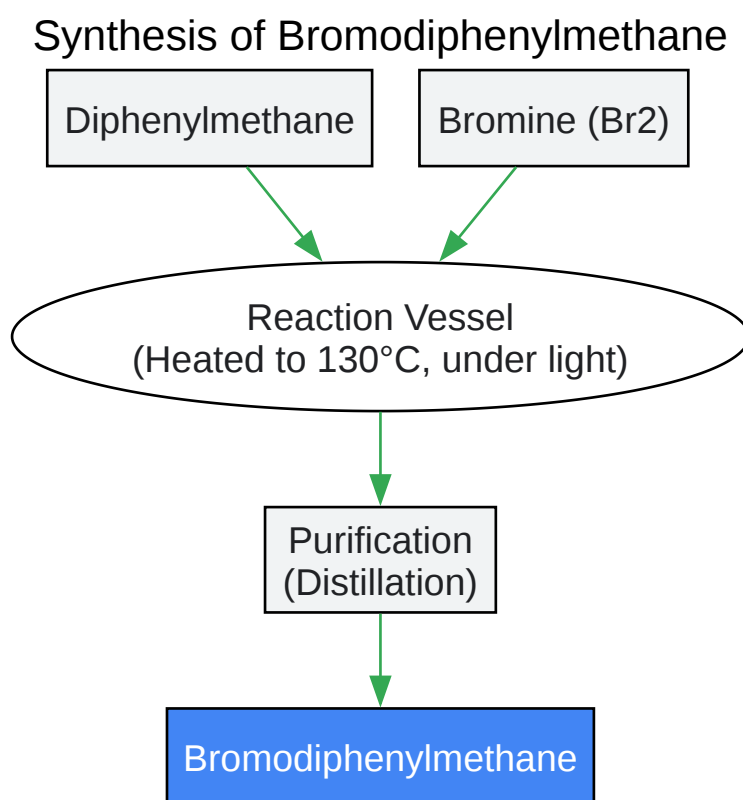 Synthesis of Bromodiphenylmethane
Diphenylmethane
Bromine (Br2)
Reaction Vessel
(Heated to 130°C, under light)
Purification
(Distillation)
Bromodiphenylmethane